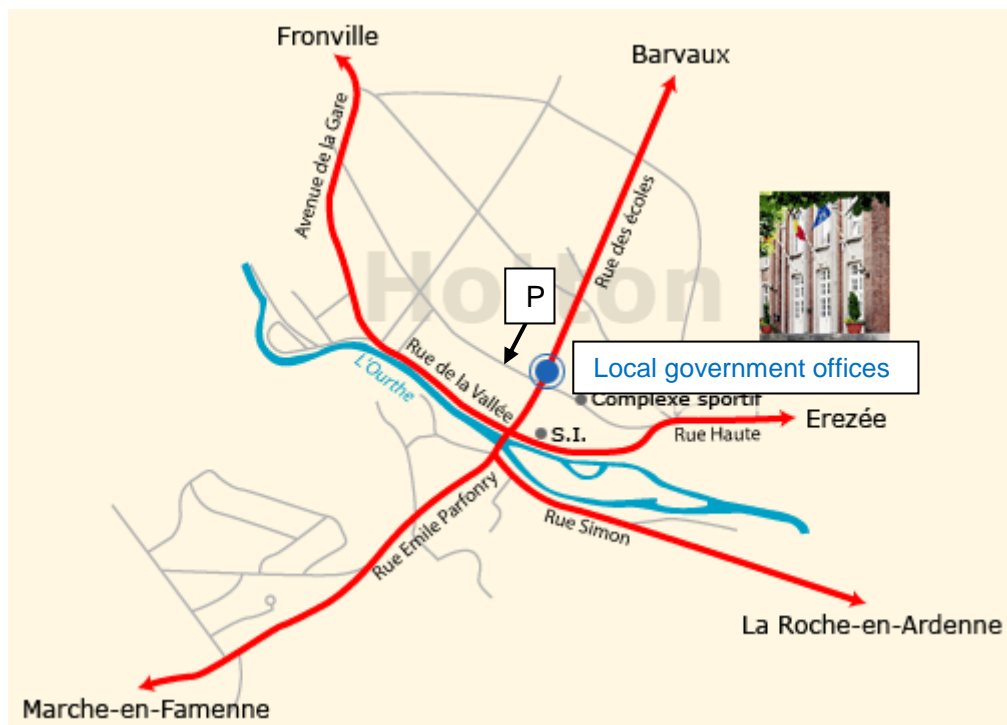 Fronville
Barvaux
Avenue de la Gare
Rue des écoles
Hotton
P
L'Ourthe
Rue de la Vallée
Local government offices
Complexe sportif
S.I.
Rue Haute
Erezée
Rue Emile Parfonry
Rue Simon
La Roche-en-Ardenne
Marche-en-Famenne